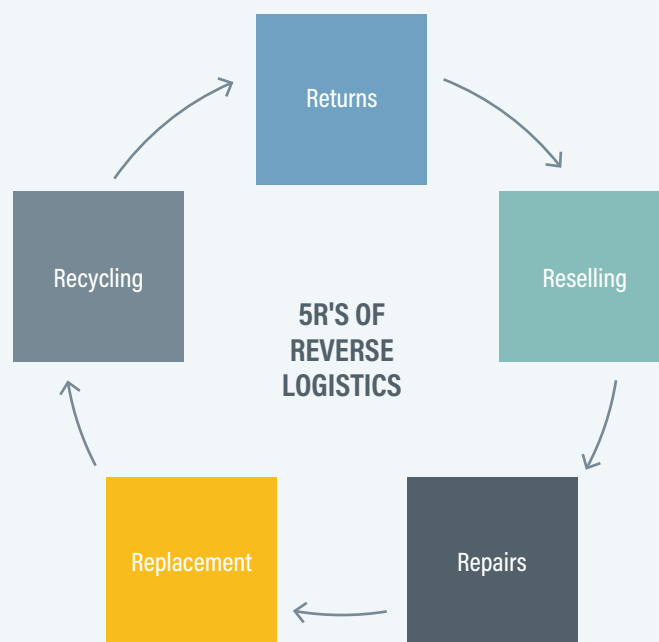 Returns
Recycling
Reselling
5R'S OF
REVERSE
LOGISTICS
Replacement
Repairs